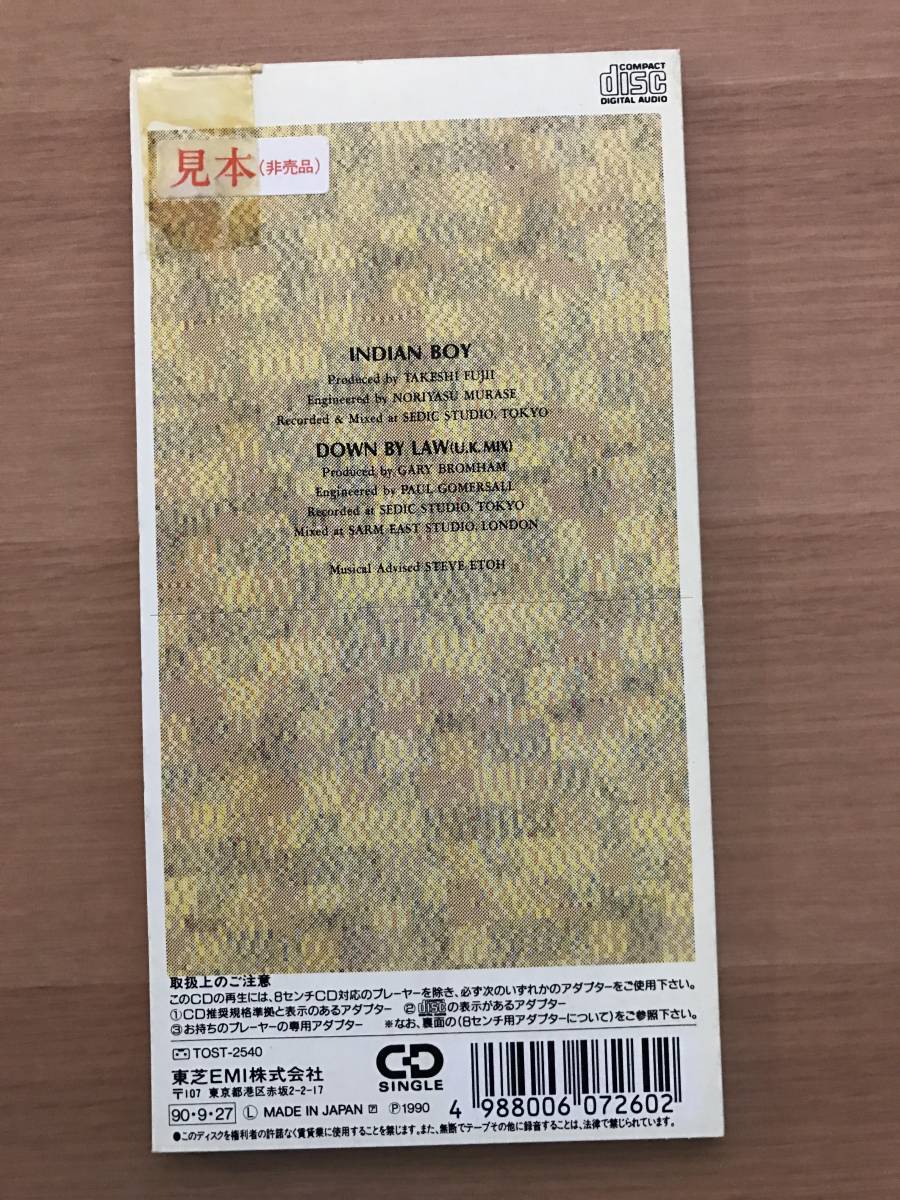 COMPACT
disc
DIGITAL AUDIO
見本(非売品)
INDIAN BOY
Produced by TAKESHI FUJII
Engineered by NORIYASU MURASE
Recorded & Mixed at SEDIC STUDIO, TOKYO
DOWN BY LAW(U.K. MIX)
Produced by GARY BROMHAM
Engineered by PAUL GOMERSALL
Recorded at SEDIC STUDIO, TOKYO
Mixed at SARM EAST STUDIO, LONDON
Musical Advised STEVE ETOH
取扱上のご注意
このCDの再生には、8センチCD対応のプレーヤーを除き、必ず次のいずれかのアダプターをご使用下さい。
①CD推奨規格準拠と表示のあるアダプター ②discの表示があるアダプター
③お持ちのプレーヤーの専用アダプター ※なお、裏面の(8センチ用アダプターについて)をご参照下さい。
TOST-2540
東芝EMI株式会社
〒107 東京都港区赤坂2-2-17
90・9・27 Ⓛ MADE IN JAPAN Ⓟ1990
CD
SINGLE
4 988006 072602
●このディスクを権利者の許諾なく賃貸業に使用することを禁じます。また、無断でテープその他に録音することは、法律で禁じられています。